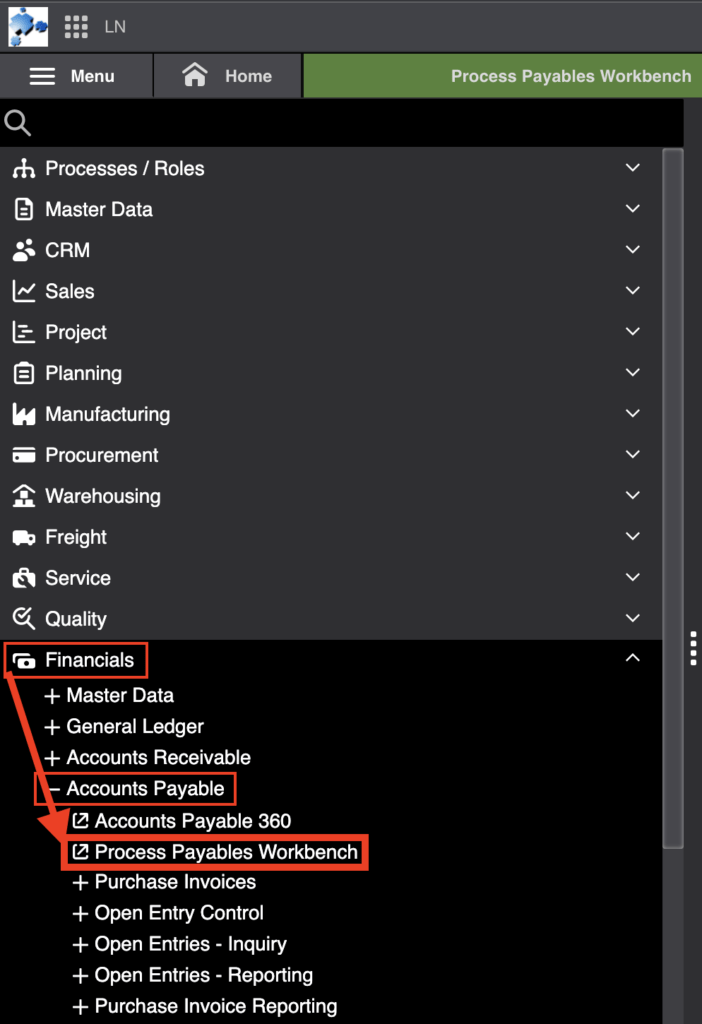 LN
Menu Home Process Payables Workbench
Processes / Roles
Master Data
CRM
Sales
Project
Planning
Manufacturing
Procurement
Warehousing
Freight
Service
Quality
Financials
Master Data
General Ledger
Accounts Receivable
Accounts Payable
Accounts Payable 360
Process Payables Workbench
Purchase Invoices
Open Entry Control
Open Entries - Inquiry
Open Entries - Reporting
Purchase Invoice Reporting